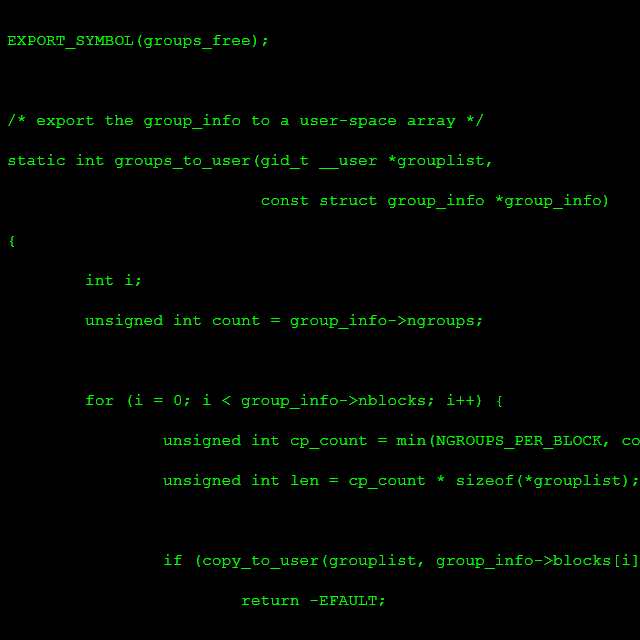 EXPORT_SYMBOL(groups_free);
/* export the group_info to a user-space array */
static int groups_to_user(gid_t __user *grouplist,
const struct group_info *group_info)
{
int i;
unsigned int count = group_info->ngroups;
for (i = 0; i < group_info->nblocks; i++) {
unsigned int cp_count = min(NGROUPS_PER_BLOCK, co
unsigned int len = cp_count * sizeof(*grouplist);
if (copy_to_user(grouplist, group_info->blocks[i]
return -EFAULT;